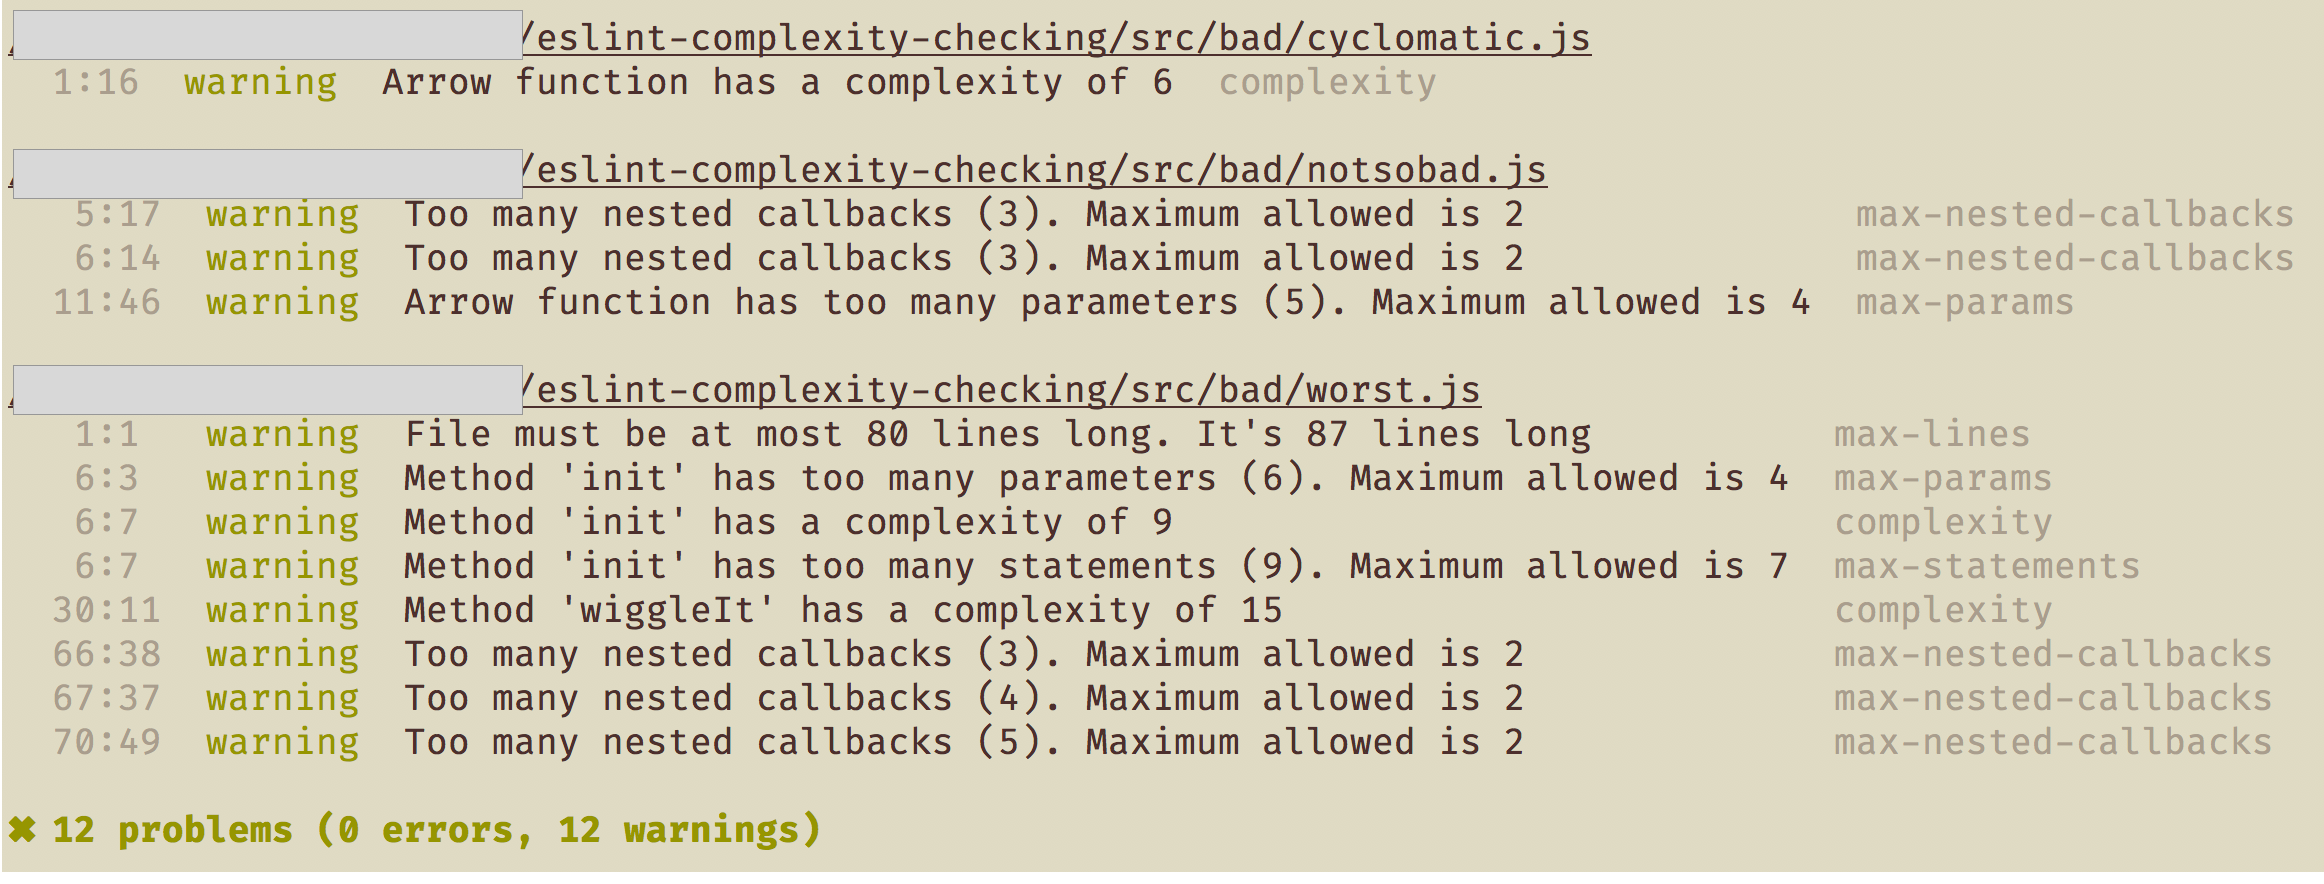 /eslint-complexity-checking/src/bad/cyclomatic.js
1:16 warning Arrow function has a complexity of 6 complexity
/eslint-complexity-checking/src/bad/notsobad.js
5:17 warning Too many nested callbacks (3). Maximum allowed is 2 max-nested-callbacks
6:14 warning Too many nested callbacks (3). Maximum allowed is 2 max-nested-callbacks
11:46 warning Arrow function has too many parameters (5). Maximum allowed is 4 max-params
/eslint-complexity-checking/src/bad/worst.js
1:1 warning File must be at most 80 lines long. It's 87 lines long max-lines
6:3 warning Method 'init' has too many parameters (6). Maximum allowed is 4 max-params
6:7 warning Method 'init' has a complexity of 9 complexity
6:7 warning Method 'init' has too many statements (9). Maximum allowed is 7 max-statements
30:11 warning Method 'wiggleIt' has a complexity of 15 complexity
66:38 warning Too many nested callbacks (3). Maximum allowed is 2 max-nested-callbacks
67:37 warning Too many nested callbacks (4). Maximum allowed is 2 max-nested-callbacks
70:49 warning Too many nested callbacks (5). Maximum allowed is 2 max-nested-callbacks
✖ 12 problems (0 errors, 12 warnings)